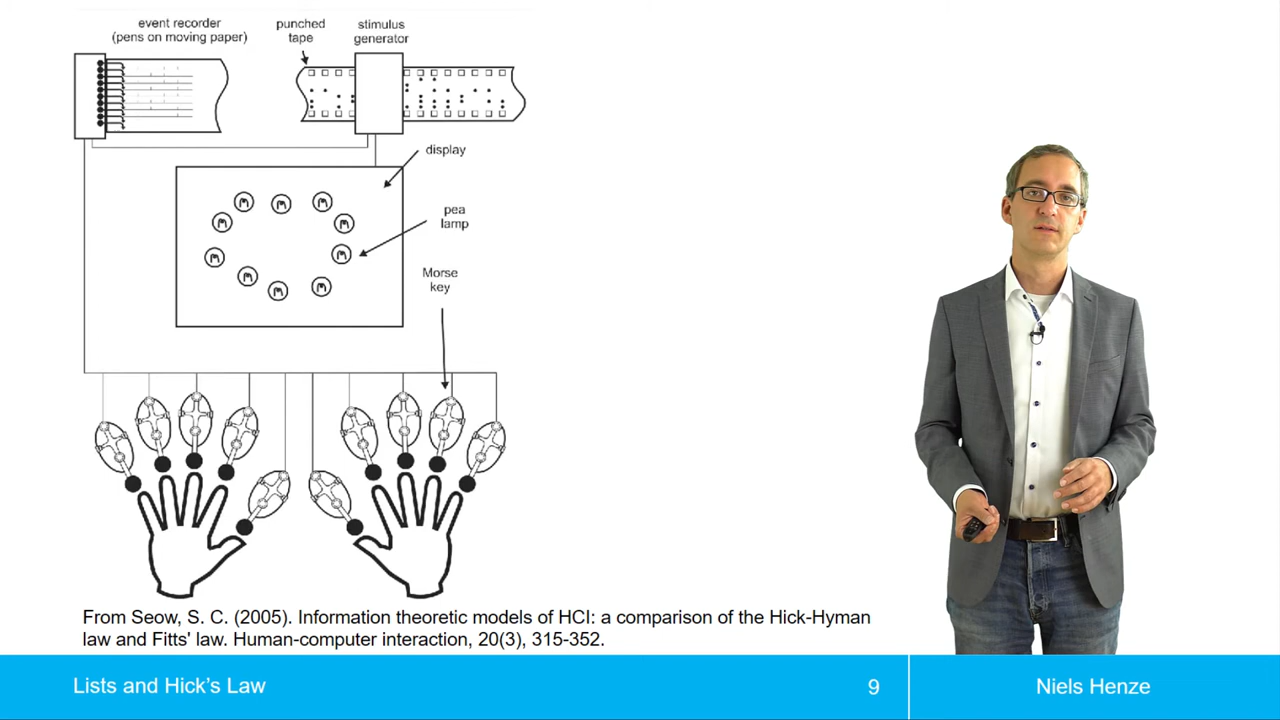 event recorder
(pens on moving paper)
punched
tape
stimulus
generator
display
pea
lamp
Morse
key
From Seow, S. C. (2005). Information theoretic models of HCI: a comparison of the Hick-Hyman
law and Fitts' law. Human-computer interaction, 20(3), 315-352.
Lists and Hick's Law
9
Niels Henze